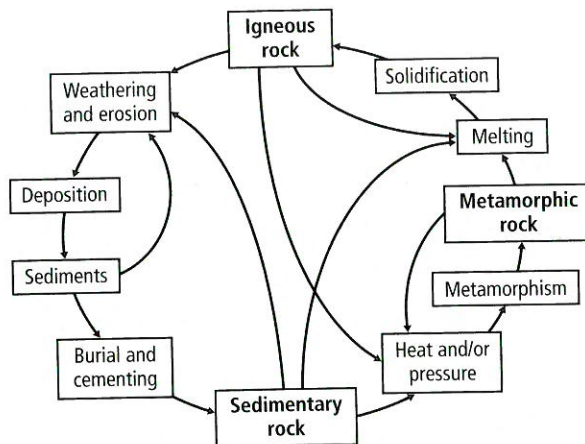 Igneous
rock
Solidification
Weathering
and erosion
Melting
Deposition
Metamorphic
rock
Sediments
Metamorphism
Burial and
cementing
Heat and/or
pressure
Sedimentary
rock